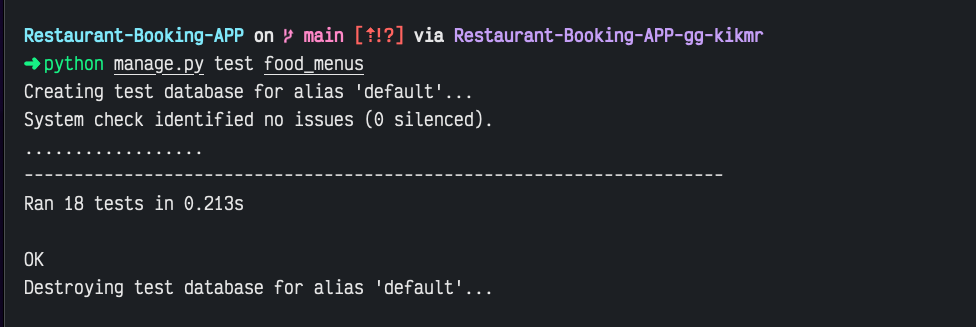 Restaurant-Booking-APP on main [⇡!?] via Restaurant-Booking-APP-gg-kikmr
➜ python manage.py test food_menus
Creating test database for alias 'default'...
System check identified no issues (0 silenced).
..................
----------------------------------------------------------------------
Ran 18 tests in 0.213s
OK
Destroying test database for alias 'default'...